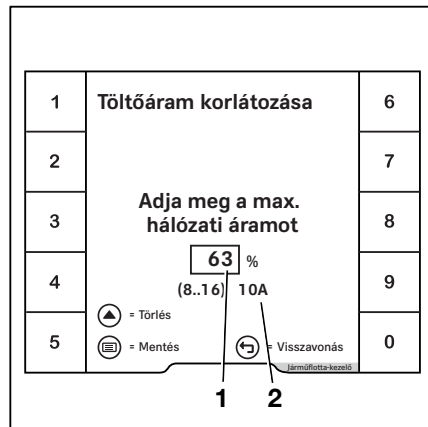 Töltőáram korlátozása
1
2
3
4
5
6
7
8
9
0
Adja meg a max.
hálózati áramot
63 %
(8..16) 10A
= Törlés
= Mentés
= Visszavonás
Járműflotta-kezelő
1
2